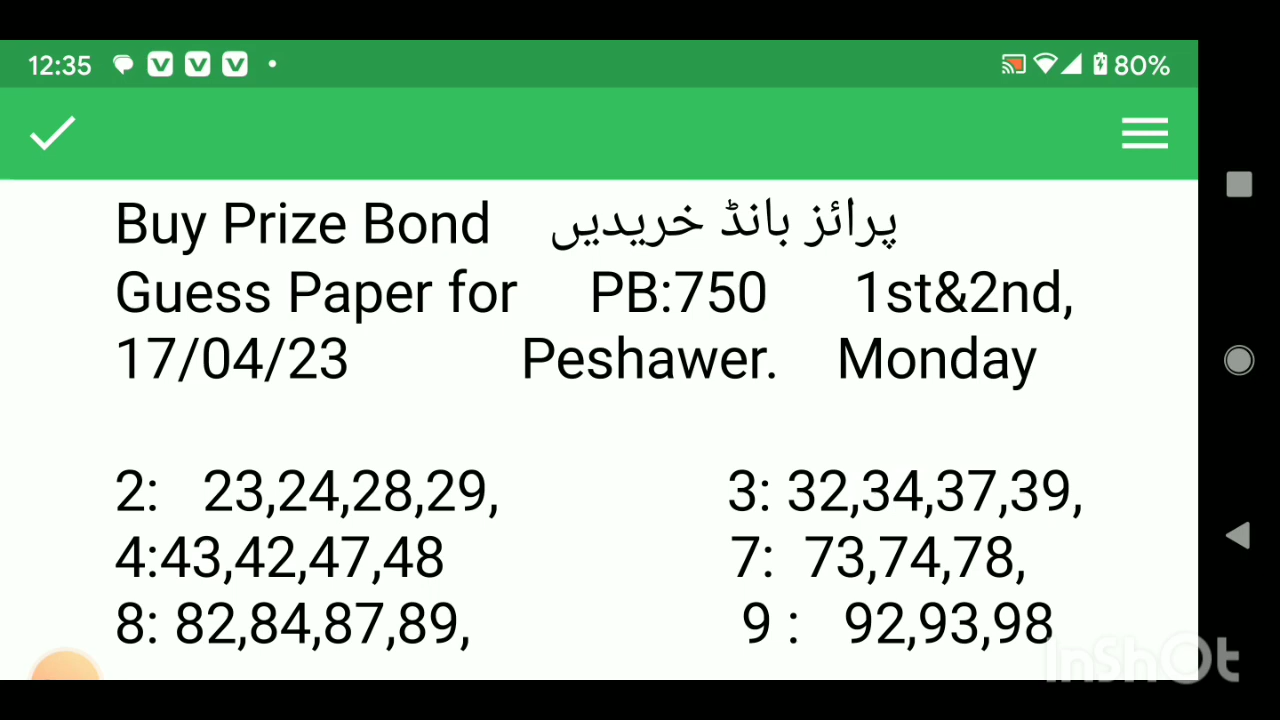 12:35 80%
Buy Prize Bond پرائز بانڈ خریدیں
Guess Paper for PB:750 1st&2nd,
17/04/23 Peshawer. Monday
2: 23,24,28,29, 3: 32,34,37,39,
4:43,42,47,48 7: 73,74,78,
8: 82,84,87,89, 9 : 92,93,98
InShOt